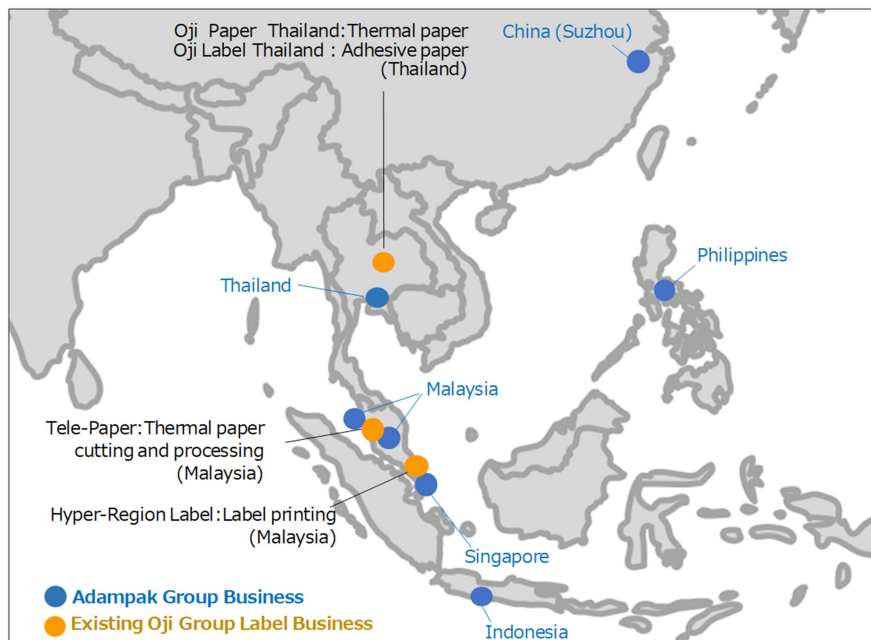 Oji Paper Thailand:Thermal paper
Oji Label Thailand : Adhesive paper
(Thailand)
China (Suzhou)
Philippines
Thailand
Malaysia
Tele-Paper:Thermal paper
cutting and processing
(Malaysia)
Hyper-Region Label:Label printing
(Malaysia)
Singapore
Adampak Group Business
Existing Oji Group Label Business
Indonesia